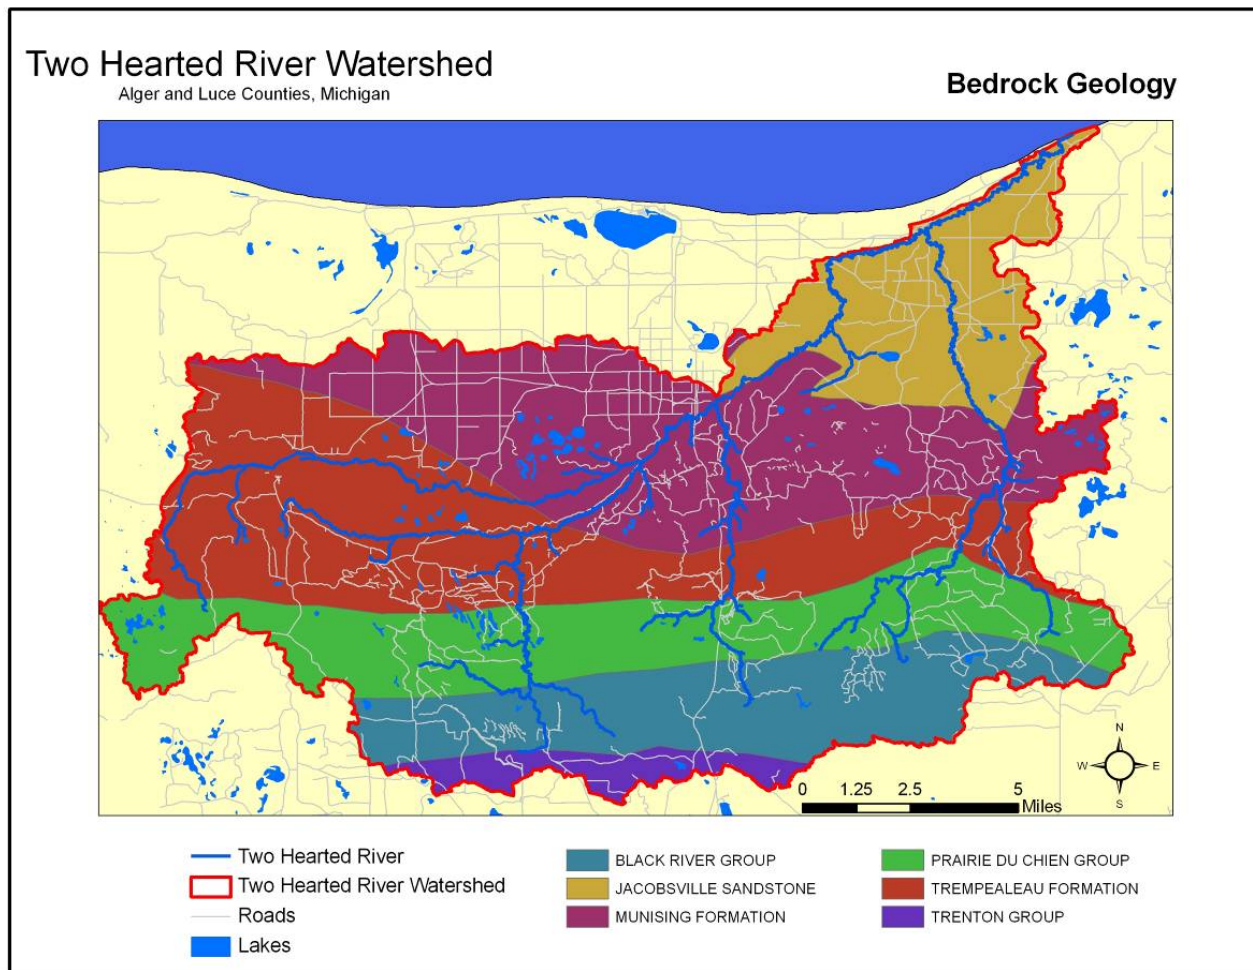 Two Hearted River Watershed
Alger and Luce Counties, Michigan
Bedrock Geology
N
W E
S
0 1.25 2.5 5
Miles
Two Hearted River
Two Hearted River Watershed
Roads
Lakes
BLACK RIVER GROUP
JACOBSVILLE SANDSTONE
MUNISING FORMATION
PRAIRIE DU CHIEN GROUP
TREMPEALEAU FORMATION
TRENTON GROUP